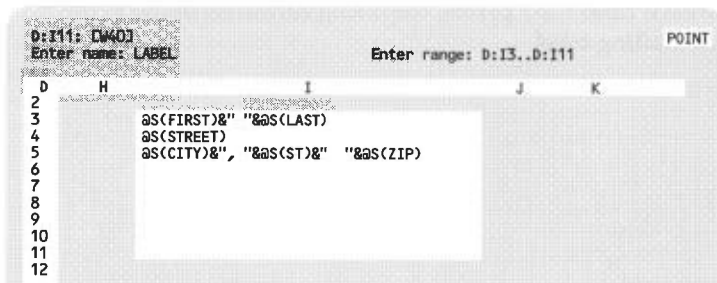 D:I11: [W40]
POINT
Enter name: LABEL Enter range: D:I3..D:I11
D H I J K
2
3 @S(FIRST)&" "&@S(LAST)
4 @S(STREET)
5 @S(CITY)&", "&@S(ST)&"  "&@S(ZIP)
6
7
8
9
10
11
12